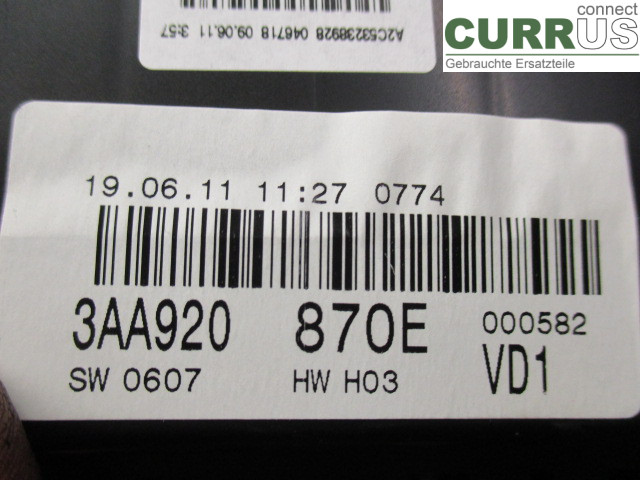 A2C53238928 046718 09.06.11 3:57
connect
CURRUS
Gebrauchte Ersatzteile
19.06.11 11:27 0774
3AA920 870E 000582
SW 0607 HW H03 VD1